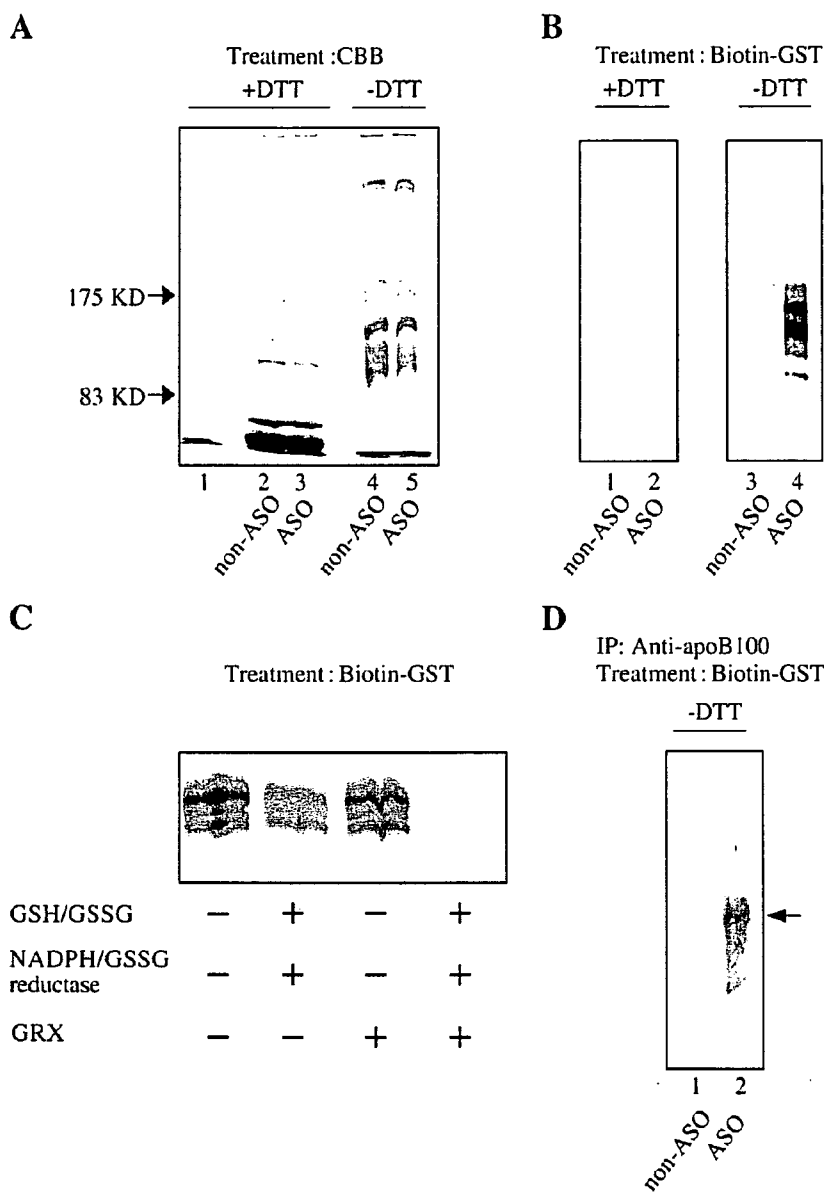 A
Treatment :CBB
+DTT -DTT
175 KD
83 KD
1 2 3 4 5
non-ASO ASO non-ASO ASO
B
Treatment: Biotin-GST
+DTT -DTT
1 2 3 4
non-ASO ASO non-ASO ASO
C
Treatment: Biotin-GST
GSH/GSSG − + − +
NADPH/GSSG
reductase − + − +
GRX − − + +
D
IP: Anti-apoB100
Treatment: Biotin-GST
-DTT
1 2
non-ASO ASO